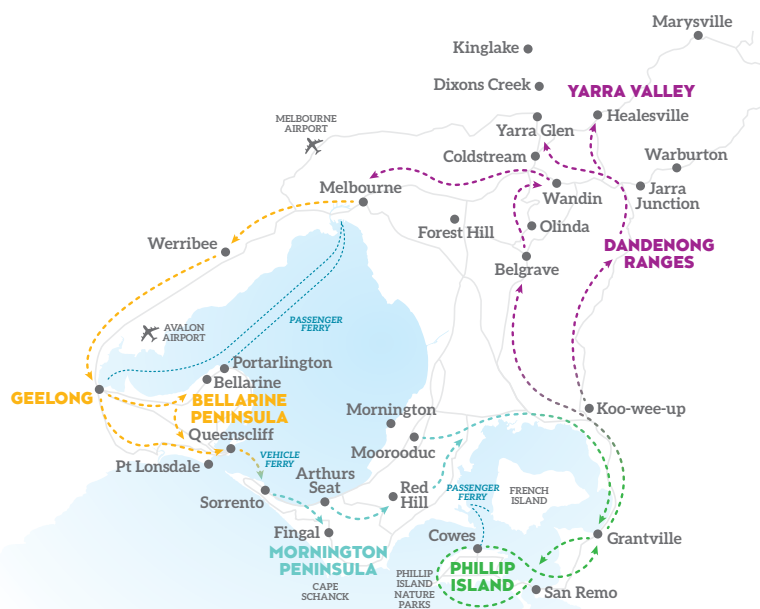 Marysville
Kinglake
Dixons Creek
YARRA VALLEY
MELBOURNE
AIRPORT
Healesville
Yarra Glen
Coldstream
Warburton
Melbourne
Wandin
Jarra
Junction
Forest Hill
Olinda
Werribee
DANDENONG
RANGES
Belgrave
PASSENGER
FERRY
AVALON
AIRPORT
Portarlington
Bellarine
GEELONG
BELLARINE
PENINSULA
Mornington
Koo-wee-up
Queenscliff
Moorooduc
VEHICLE
FERRY
Pt Lonsdale
Arthurs
Seat
Red
Hill
PASSENGER
FERRY
FRENCH
ISLAND
Sorrento
Fingal
Cowes
Grantville
MORNINGTON
PENINSULA
PHILLIP
ISLAND
CAPE
SCHANCK
PHILLIP
ISLAND
NATURE
PARKS
San Remo